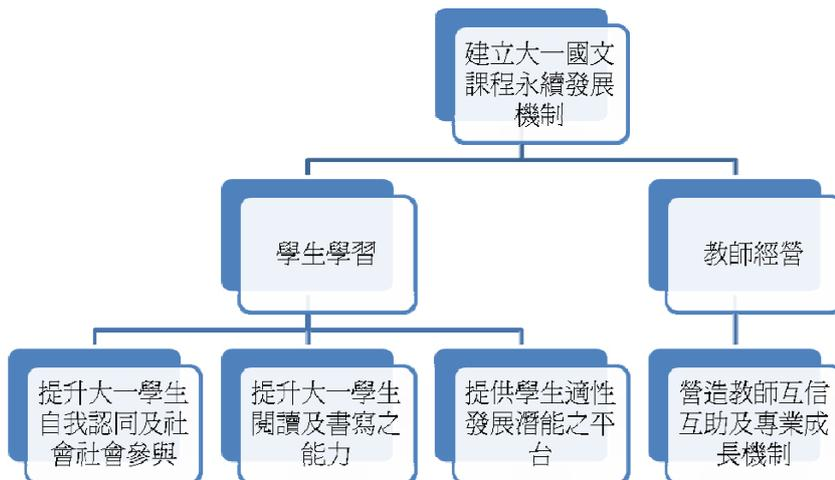 建立大一國文
課程永續發展
機制
學生學習
教師經營
提升大一學生
自我認同及社
會社會參與
提升大一學生
閱讀及書寫之
能力
提供學生適性
發展潛能之平
台
營造教師互信
互助及專業成
長機制